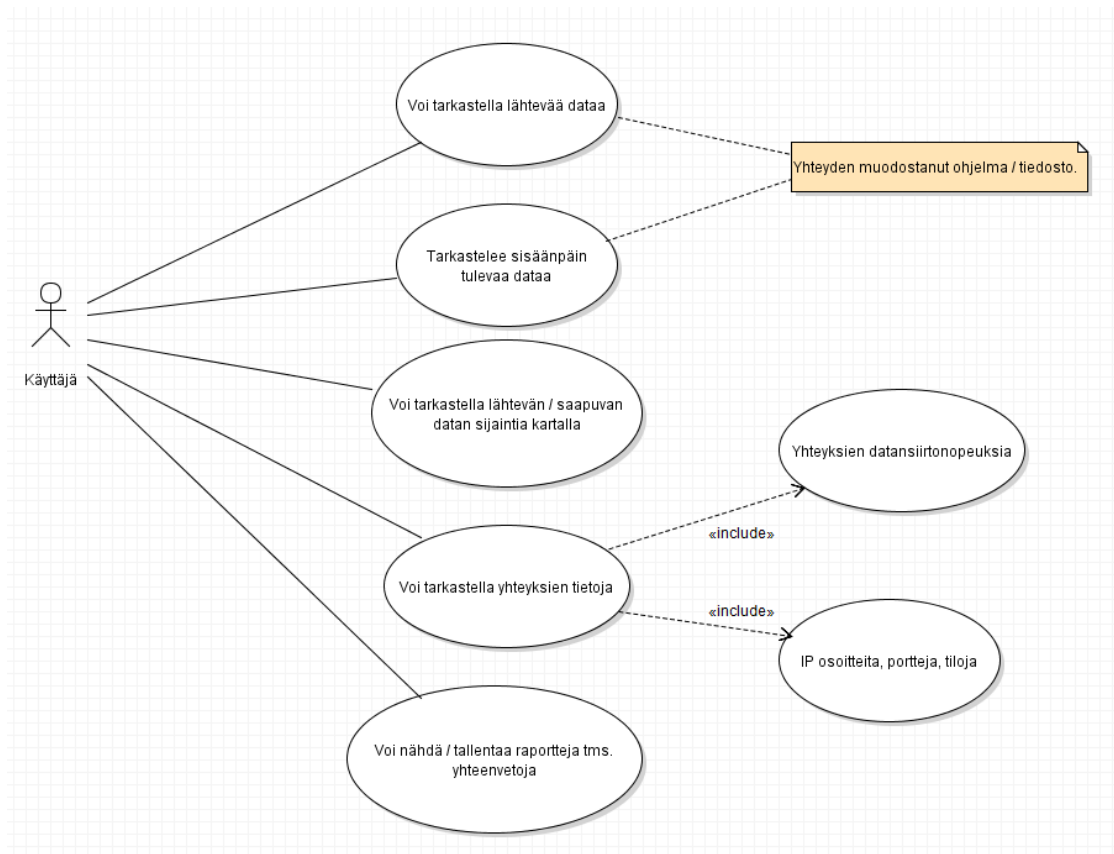 Voi tarkastella lähtevää dataa
Yhteyden muodostanut ohjelma / tiedosto.
Tarkastelee sisäänpäin
tulevaa dataa
Käyttäjä
Voi tarkastella lähtevän / saapuvan
datan sijaintia kartalla
Yhteyksien datansiirtonopeuksia
«include»
Voi tarkastella yhteyksien tietoja
«include»
IP osoitteita, portteja, tiloja
Voi nähdä / tallentaa raportteja tms.
yhteenvetoja